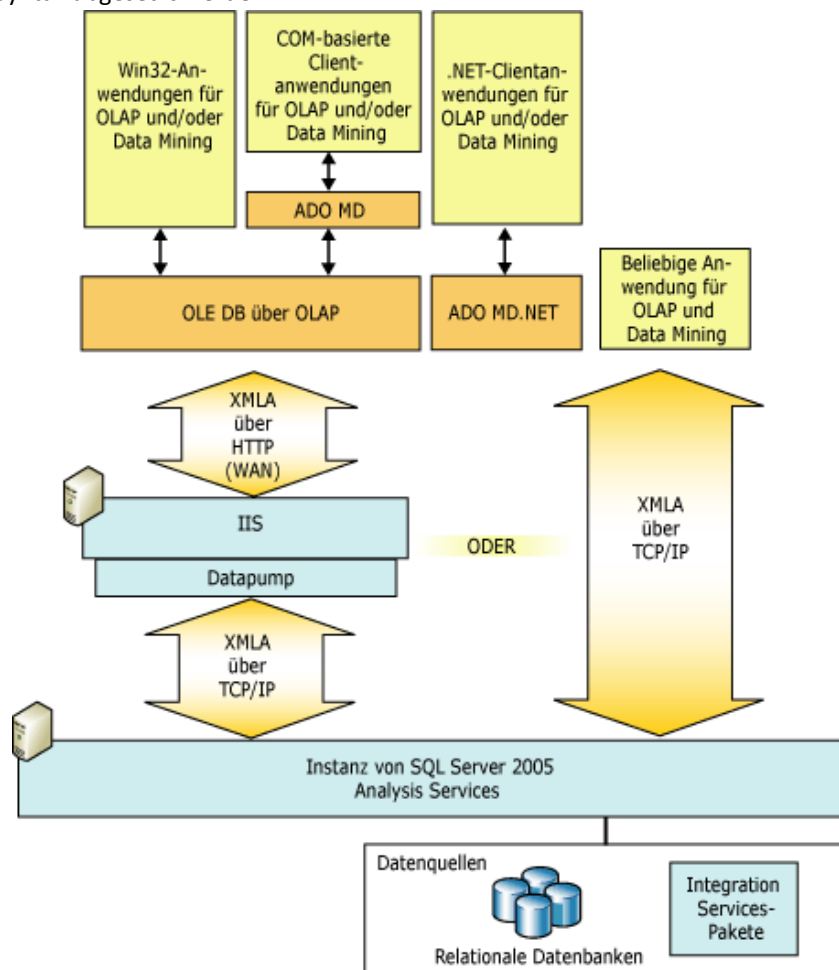 Win32-An-
wendungen für
OLAP und/oder
Data Mining
COM-basierte
Client-
anwendungen
für OLAP und/oder
Data Mining
.NET-Clientan-
wendungen für
OLAP und/oder
Data Mining
ADO MD
OLE DB über OLAP
ADO MD.NET
Beliebige An-
wendung für
OLAP und
Data Mining
XMLA
über
HTTP
(WAN)
IIS
Datapump
ODER
XMLA
über
TCP/IP
XMLA
über
TCP/IP
Instanz von SQL Server 2005
Analysis Services
Datenquellen
Relationale Datenbanken
Integration
Services-
Pakete